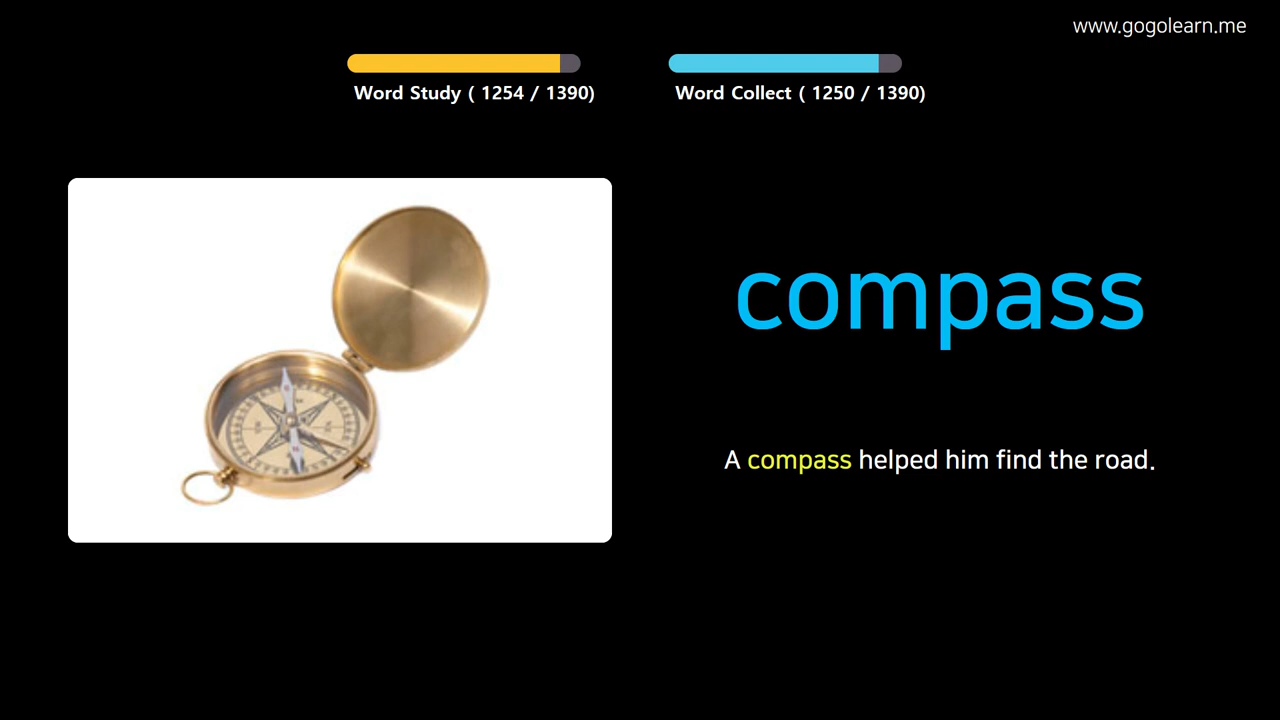 www.gogolearn.me
Word Study ( 1254 / 1390)
Word Collect ( 1250 / 1390)
compass
A compass helped him find the road.